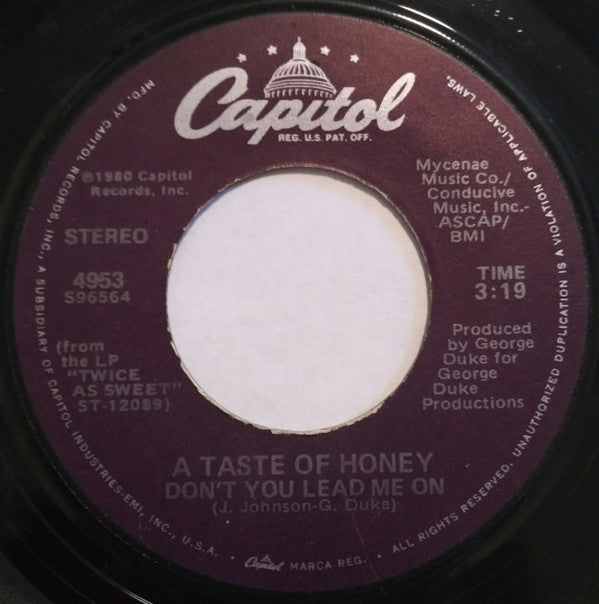 Capitol
REG. U.S. PAT. OFF.
℗1980 Capitol
Records, Inc.
STEREO
4953
S96564
(from
the LP
"TWICE
AS SWEET"
ST-12089)
Mycenae
Music Co./
Conducive
Music, Inc.-
ASCAP/
BMI
TIME
3:19
Produced
by George
Duke for
George
Duke
Productions
A TASTE OF HONEY
DON'T YOU LEAD ME ON
(J. Johnson-G. Duke)
MFD. BY CAPITOL RECORDS, INC., A SUBSIDIARY OF CAPITOL INDUSTRIES-EMI, INC., U.S.A. • Capitol MARCA REG. • ALL RIGHTS RESERVED. UNAUTHORIZED DUPLICATION IS A VIOLATION OF APPLICABLE LAWS.